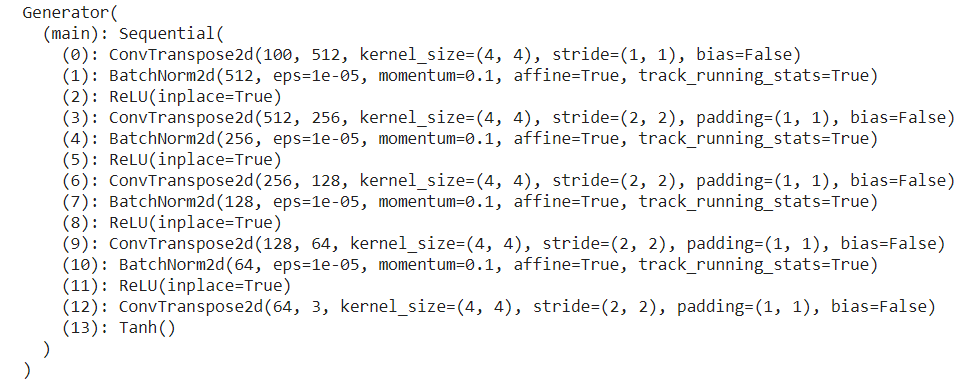 Generator(
  (main): Sequential(
    (0): ConvTranspose2d(100, 512, kernel_size=(4, 4), stride=(1, 1), bias=False)
    (1): BatchNorm2d(512, eps=1e-05, momentum=0.1, affine=True, track_running_stats=True)
    (2): ReLU(inplace=True)
    (3): ConvTranspose2d(512, 256, kernel_size=(4, 4), stride=(2, 2), padding=(1, 1), bias=False)
    (4): BatchNorm2d(256, eps=1e-05, momentum=0.1, affine=True, track_running_stats=True)
    (5): ReLU(inplace=True)
    (6): ConvTranspose2d(256, 128, kernel_size=(4, 4), stride=(2, 2), padding=(1, 1), bias=False)
    (7): BatchNorm2d(128, eps=1e-05, momentum=0.1, affine=True, track_running_stats=True)
    (8): ReLU(inplace=True)
    (9): ConvTranspose2d(128, 64, kernel_size=(4, 4), stride=(2, 2), padding=(1, 1), bias=False)
    (10): BatchNorm2d(64, eps=1e-05, momentum=0.1, affine=True, track_running_stats=True)
    (11): ReLU(inplace=True)
    (12): ConvTranspose2d(64, 3, kernel_size=(4, 4), stride=(2, 2), padding=(1, 1), bias=False)
    (13): Tanh()
  )
)